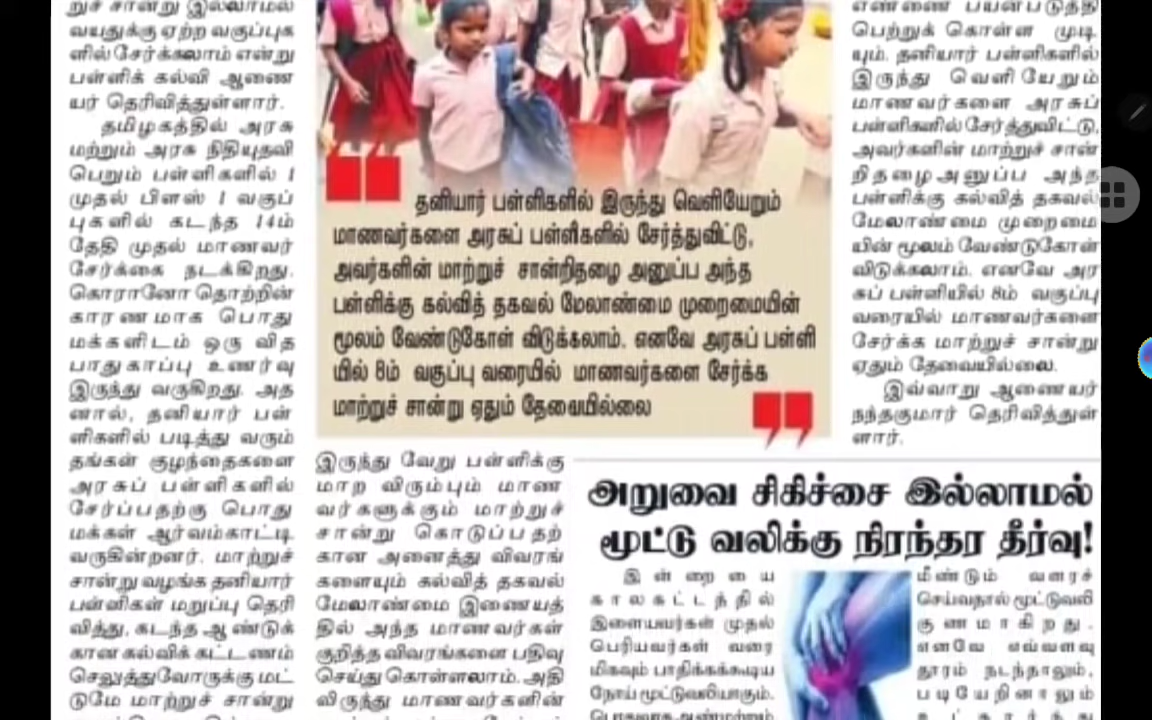 றுச் சான்று இல்லாமல்
வயதுக்கு ஏற்ற வகுப்புக
ளில் சேர்க்கலாம் என்று
பள்ளிக் கல்வி ஆணை
யர் தெரிவித்துள்ளார்.
தமிழகத்தில் அரசு
மற்றும் அரசு நிதியுதவி
பெறும் பள்ளிகளில் 1
முதல் பிளஸ் 1 வகுப்
புகளில் கடந்த 14ம்
தேதி முதல் மாணவர்
சேர்க்கை நடக்கிறது.
கொரானோ தொற்றின்
காரணமாக பொது
மக்களிடம் ஒரு வித
பாதுகாப்பு உணர்வு
இருந்து வருகிறது. அத
னால், தனியார் பள்
ளிகளில் படித்து வரும்
தங்கள் குழந்தைகளை
அரசுப் பள்ளிகளில்
சேர்ப்பதற்கு பொது
மக்கள் ஆர்வம்காட்டி
வருகின்றனர். மாற்றுச்
சான்று வழங்க தனியார்
பள்ளிகள் மறுப்பு தெரி
வித்து, கடந்த ஆண்டுக்
கான கல்விக் கட்டணம்
செலுத்துவோருக்கு மட்
டுமே மாற்றுச் சான்று
தனியார் பள்ளிகளில் இருந்து வெளியேறும்
மாணவர்களை அரசுப் பள்ளிகளில் சேர்த்துவிட்டு,
அவர்களின் மாற்றுச் சான்றிதழை அனுப்ப அந்த
பள்ளிக்கு கல்வித் தகவல் மேலாண்மை முறைமையின்
மூலம் வேண்டுகோள் விடுக்கலாம். எனவே அரசுப் பள்ளி
யில் 8ம் வகுப்பு வரையில் மாணவர்களை சேர்க்க
மாற்றுச் சான்று ஏதும் தேவையில்லை
இருந்து வேறு பள்ளிக்கு
மாற விரும்பும் மாண
வர்களுக்கும் மாற்றுச்
சான்று கொடுப்பதற்
கான அனைத்து விவரங்
களையும் கல்வித் தகவல்
மேலாண்மை இணையத்
தில் அந்த மாணவர்கள்
குறித்த விவரங்களை பதிவு
செய்து கொள்ளலாம். அதி
லிருந்து மாணவர்களின்
எண்ணை பயன்படுத்தி
பெற்றுக் கொள்ள முடி
யும். தனியார் பள்ளிகளில்
இருந்து வெளியேறும்
மாணவர்களை அரசுப்
பள்ளிகளில் சேர்த்துவிட்டு,
அவர்களின் மாற்றுச் சான்
றிதழை அனுப்ப அந்த
பள்ளிக்கு கல்வித் தகவல்
மேலாண்மை முறைமை
யின் மூலம் வேண்டுகோள்
விடுக்கலாம். எனவே அர
சுப் பள்ளியில் 8ம் வகுப்பு
வரையில் மாணவர்களை
சேர்க்க மாற்றுச் சான்று
ஏதும் தேவையில்லை.
இவ்வாறு ஆணையர்
நந்தகுமார் தெரிவித்துள்
ளார்.
அறுவை சிகிச்சை இல்லாமல்
மூட்டு வலிக்கு நிரந்தர தீர்வு!
இன்றைய
காலகட்டத்தில்
இளையவர்கள் முதல்
பெரியவர்கள் வரை
மிகவும் பாதிக்கக்கூடிய
நோய் மூட்டுவலியாகும்.
மீண்டும் வளரச்
செய்வதால் மூட்டுவலி
குணமாகிறது.
எனவே எவ்வளவு
தூரம் நடந்தாலும்,
படியேறினாலும்